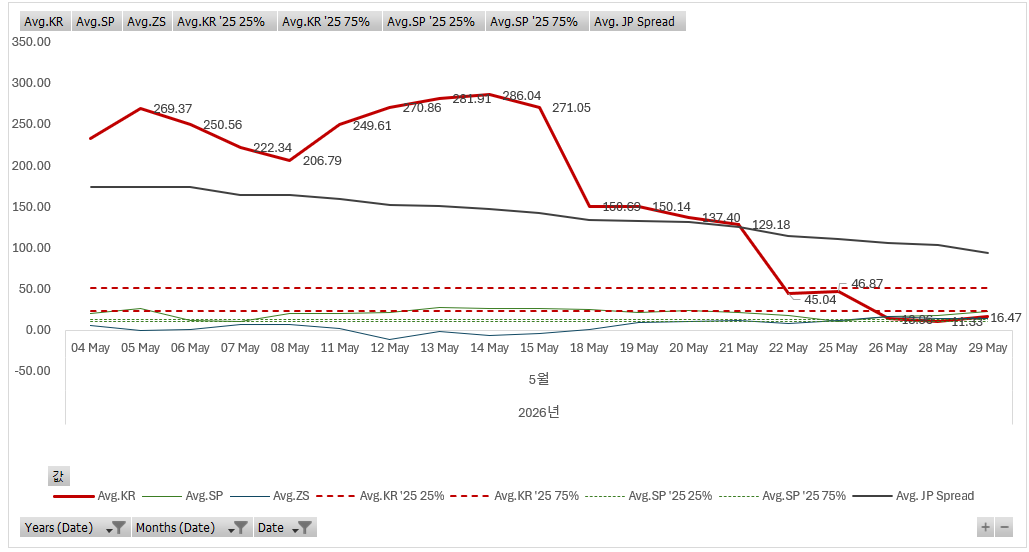 Avg.KR Avg.SP Avg.ZS Avg.KR '25 25% Avg.KR '25 75% Avg.SP '25 25% Avg.SP '25 75% Avg. JP Spread
350.00
300.00
286.04
281.91
269.37 270.86 271.05
250.56 249.61
250.00
222.34
206.79
200.00
150.69 150.14
150.00
137.40
129.18
100.00
50.00
46.87
45.04
16.47
11.33
0.00
04 May 05 May 06 May 07 May 08 May 11 May 12 May 13 May 14 May 15 May 18 May 19 May 20 May 21 May 22 May 25 May 26 May 28 May 29 May
-50.00
5월
2026년
값
Avg.KR Avg.SP Avg.ZS Avg.KR '25 25% Avg.KR '25 75% Avg.SP '25 25% Avg.SP '25 75% Avg. JP Spread
Years (Date) Months (Date) Date + −